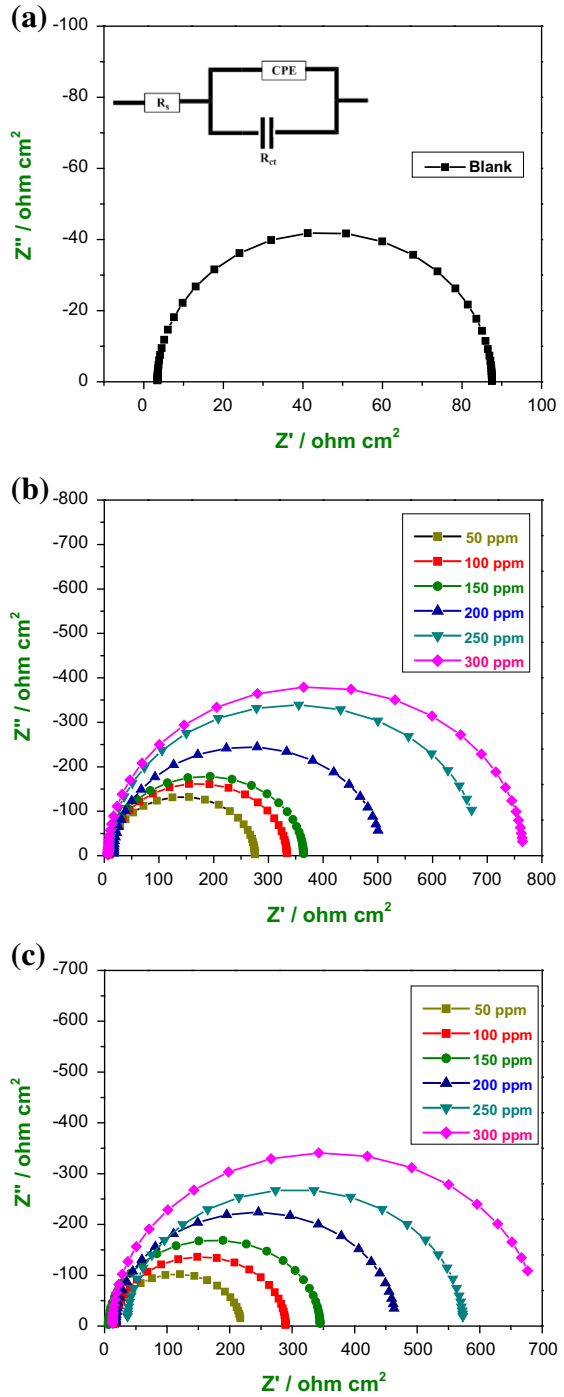 (a)
-100
-80
-60
-40
-20
0
Z" / ohm cm2
CPE
Rs
Rct
Blank
0 20 40 60 80 100
Z' / ohm cm2
(b)
-800
-700
-600
-500
-400
-300
-200
-100
0
Z" / ohm cm2
50 ppm
100 ppm
150 ppm
200 ppm
250 ppm
300 ppm
0 100 200 300 400 500 600 700 800
Z' / ohm cm2
(c)
-700
-600
-500
-400
-300
-200
-100
0
Z" / ohm cm2
50 ppm
100 ppm
150 ppm
200 ppm
250 ppm
300 ppm
0 100 200 300 400 500 600 700
Z' / ohm cm2